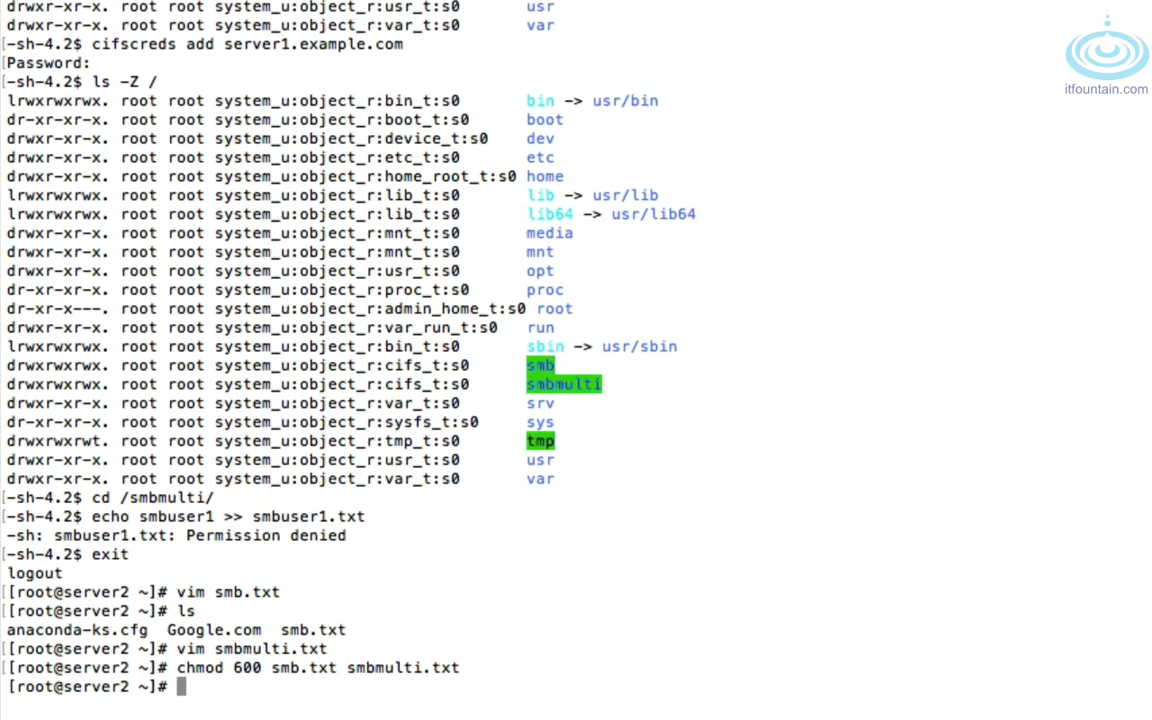 drwxr-xr-x. root root system_u:object_r:usr_t:s0 usr
drwxr-xr-x. root root system_u:object_r:var_t:s0 var
[-sh-4.2$ cifscreds add server1.example.com
[Password:
[-sh-4.2$ ls -Z /
lrwxrwxrwx. root root system_u:object_r:bin_t:s0 bin -> usr/bin
dr-xr-xr-x. root root system_u:object_r:boot_t:s0 boot
drwxr-xr-x. root root system_u:object_r:device_t:s0 dev
drwxr-xr-x. root root system_u:object_r:etc_t:s0 etc
drwxr-xr-x. root root system_u:object_r:home_root_t:s0 home
lrwxrwxrwx. root root system_u:object_r:lib_t:s0 lib -> usr/lib
lrwxrwxrwx. root root system_u:object_r:lib_t:s0 lib64 -> usr/lib64
drwxr-xr-x. root root system_u:object_r:mnt_t:s0 media
drwxr-xr-x. root root system_u:object_r:mnt_t:s0 mnt
drwxr-xr-x. root root system_u:object_r:usr_t:s0 opt
dr-xr-xr-x. root root system_u:object_r:proc_t:s0 proc
dr-xr-x---. root root system_u:object_r:admin_home_t:s0 root
drwxr-xr-x. root root system_u:object_r:var_run_t:s0 run
lrwxrwxrwx. root root system_u:object_r:bin_t:s0 sbin -> usr/sbin
drwxrwxrwx. root root system_u:object_r:cifs_t:s0 smb
drwxrwxrwx. root root system_u:object_r:cifs_t:s0 smbmulti
drwxr-xr-x. root root system_u:object_r:var_t:s0 srv
dr-xr-xr-x. root root system_u:object_r:sysfs_t:s0 sys
drwxrwxrwt. root root system_u:object_r:tmp_t:s0 tmp
drwxr-xr-x. root root system_u:object_r:usr_t:s0 usr
drwxr-xr-x. root root system_u:object_r:var_t:s0 var
[-sh-4.2$ cd /smbmulti/
[-sh-4.2$ echo smbuser1 >> smbuser1.txt
-sh: smbuser1.txt: Permission denied
[-sh-4.2$ exit
logout
[[root@server2 ~]# vim smb.txt
[[root@server2 ~]# ls
anaconda-ks.cfg Google.com smb.txt
[[root@server2 ~]# vim smbmulti.txt
[[root@server2 ~]# chmod 600 smb.txt smbmulti.txt
[root@server2 ~]#
itfountain.com